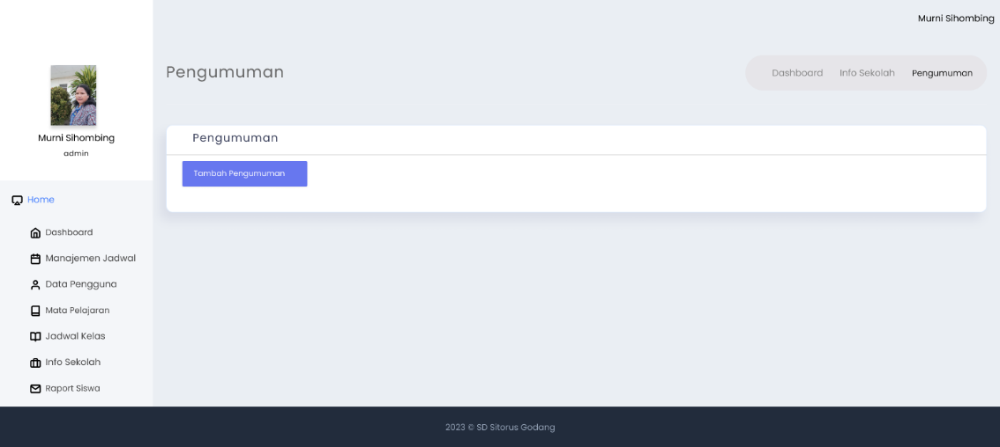 Murni Sihombing
Murni Sihombing
admin
Home
Dashboard
Manajemen Jadwal
Data Pengguna
Mata Pelajaran
Jadwal Kelas
Info Sekolah
Raport Siswa
Pengumuman
Dashboard Info Sekolah Pengumuman
Pengumuman
Tambah Pengumuman
2023 © SD Sitorus Godang